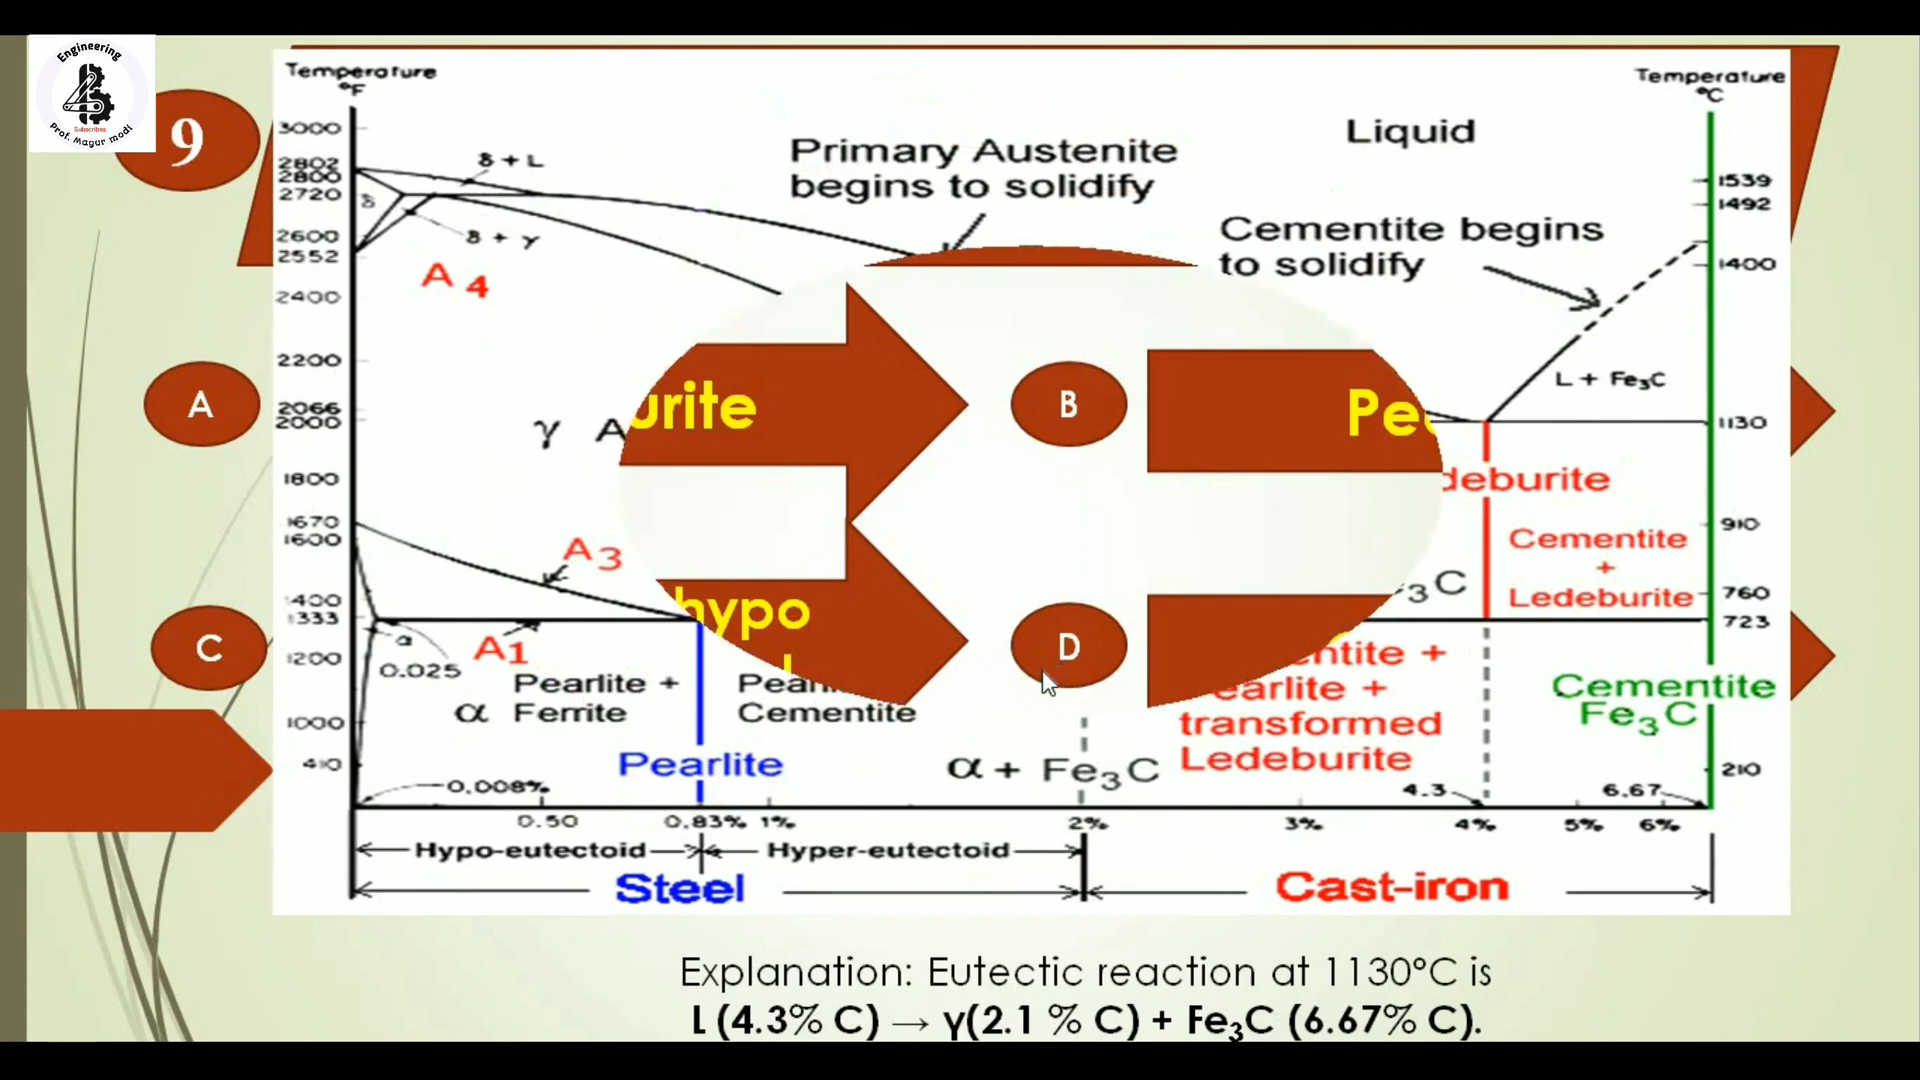 Engineering
Subscribes
Prof. Mayur modi
9
Temperature
°F
Temperature
°C
3000
2802
2800
2720
2600
2552
2400
2200
2066
2000
1800
1670
1600
1400
1333
1200
1000
410
δ + L
δ
δ + γ
A 4
Primary Austenite
begins to solidify
Liquid
Cementite begins
to solidify
1539
1492
1400
L + Fe3C
1130
910
760
723
210
A
urite
B
γ A
deburite
Cementite
+
Ledeburite
3C
A3
C
hypo
D
α
0.025
A1
Pearlite +
α Ferrite
Cementite
Pearlite
0.008%
α + Fe3C
entite +
earlite +
transformed
Ledeburite
Cementite
Fe3C
4.3
6.67
0.50
0.83%
1%
2%
3%
4%
5%
6%
Hypo-eutectoid
Hyper-eutectoid
Steel
Cast-iron
Explanation: Eutectic reaction at 1130°C is
L (4.3% C) → γ(2.1 % C) + Fe3C (6.67% C).